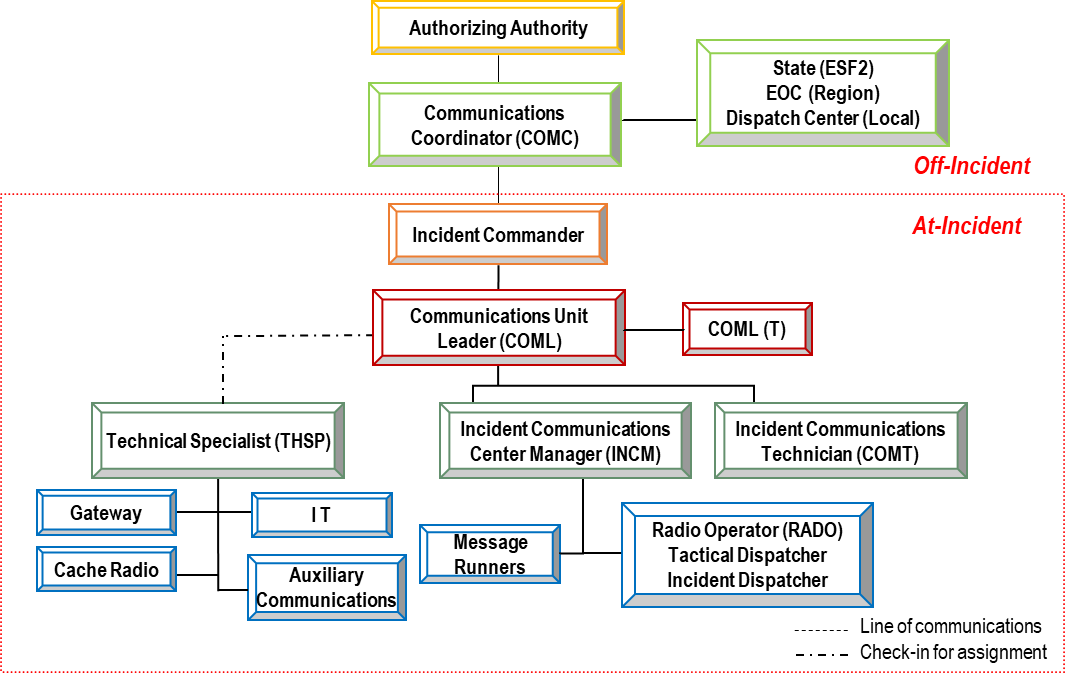 Authorizing Authority
Communications
Coordinator (COMC)
State (ESF2)
EOC (Region)
Dispatch Center (Local)
Off-Incident
At-Incident
Incident Commander
Communications Unit
Leader (COML)
COML (T)
Technical Specialist (THSP)
Incident Communications
Center Manager (INCM)
Incident Communications
Technician (COMT)
Gateway
I T
Cache Radio
Auxiliary
Communications
Message
Runners
Radio Operator (RADO)
Tactical Dispatcher
Incident Dispatcher
Line of communications
Check-in for assignment